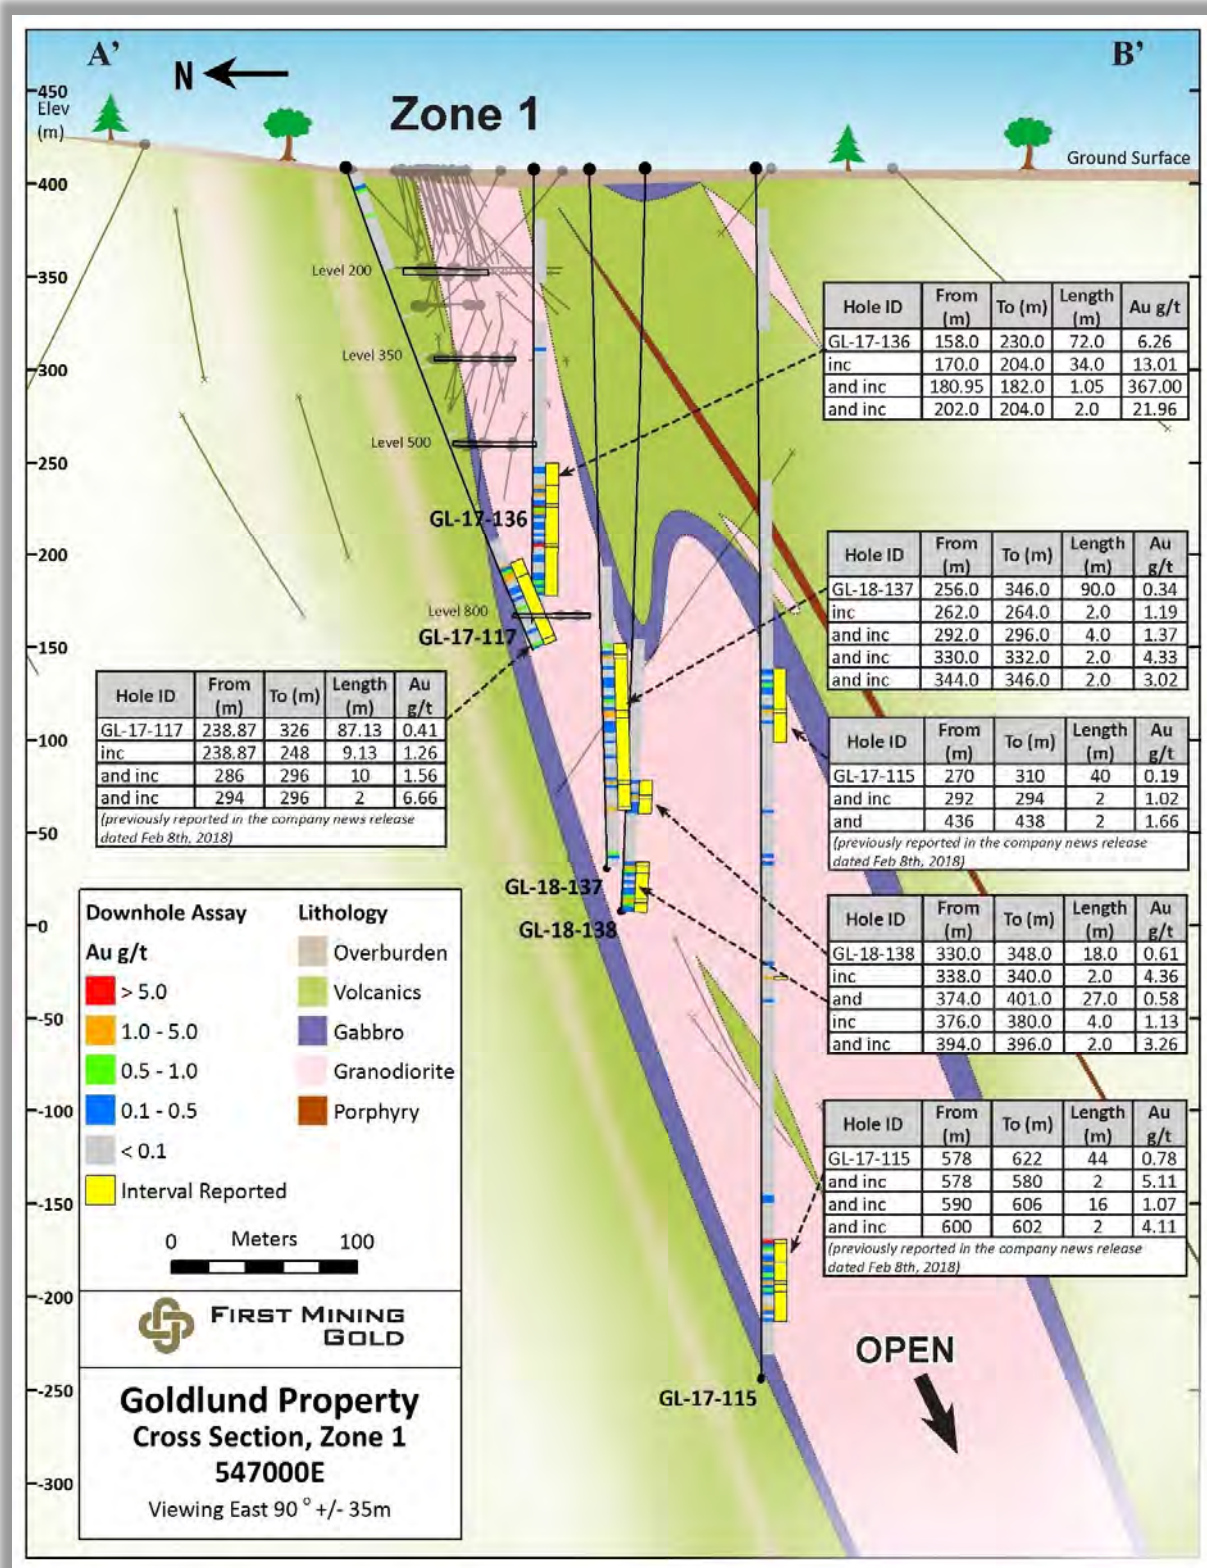 A’
B’
N
Zone 1
450
Elev
(m)
Ground Surface
400
350
300
250
200
150
100
50
0
-50
-100
-150
-200
-250
-300
Level 200
Level 350
Level 500
Level 800
GL-17-136
GL-17-117
GL-18-137
GL-18-138
GL-17-115
Hole ID From (m) To (m) Length (m) Au g/t
GL-17-136 158.0 230.0 72.0 6.26
inc 170.0 204.0 34.0 13.01
and inc 180.95 182.0 1.05 367.00
and inc 202.0 204.0 2.0 21.96
Hole ID From (m) To (m) Length (m) Au g/t
GL-18-137 256.0 346.0 90.0 0.34
inc 262.0 264.0 2.0 1.19
and inc 292.0 296.0 4.0 1.37
and inc 330.0 332.0 2.0 4.33
and inc 344.0 346.0 2.0 3.02
Hole ID From (m) To (m) Length (m) Au g/t
GL-17-117 238.87 326 87.13 0.41
inc 238.87 248 9.13 1.26
and inc 286 296 10 1.56
and inc 294 296 2 6.66
(previously reported in the company news release
dated Feb 8th, 2018)
Hole ID From (m) To (m) Length (m) Au g/t
GL-17-115 270 310 40 0.19
and inc 292 294 2 1.02
and 436 438 2 1.66
(previously reported in the company news release
dated Feb 8th, 2018)
Hole ID From (m) To (m) Length (m) Au g/t
GL-18-138 330.0 348.0 18.0 0.61
inc 338.0 340.0 2.0 4.36
and 374.0 401.0 27.0 0.58
inc 376.0 380.0 4.0 1.13
and inc 394.0 396.0 2.0 3.26
Hole ID From (m) To (m) Length (m) Au g/t
GL-17-115 578 622 44 0.78
and inc 578 580 2 5.11
and inc 590 606 16 1.07
and inc 600 602 2 4.11
(previously reported in the company news release
dated Feb 8th, 2018)
OPEN
Downhole Assay
Au g/t
> 5.0
1.0 - 5.0
0.5 - 1.0
0.1 - 0.5
< 0.1
Interval Reported
Lithology
Overburden
Volcanics
Gabbro
Granodiorite
Porphyry
0 Meters 100
FIRST MINING
GOLD
Goldlund Property
Cross Section, Zone 1
547000E
Viewing East 90 ° +/- 35m